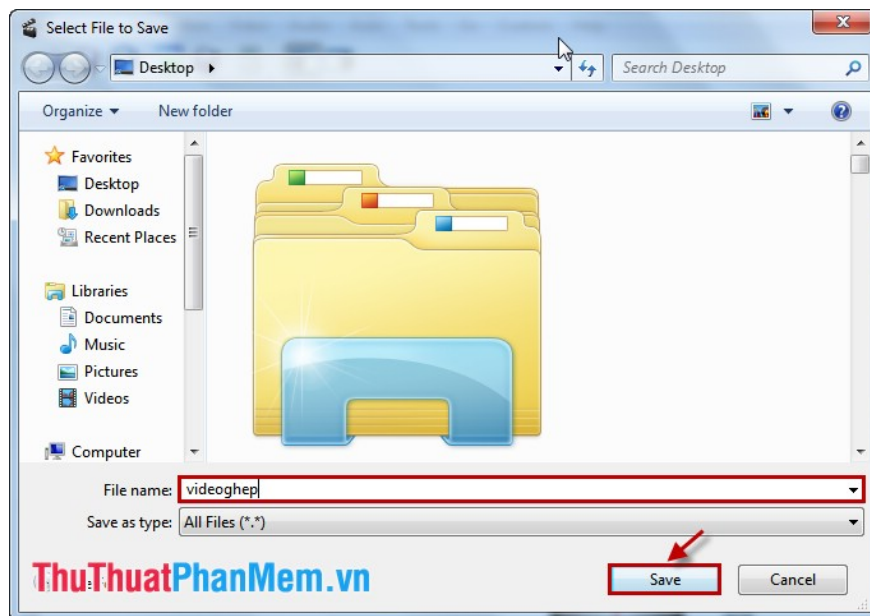 Select File to Save
Desktop
Search Desktop
Organize
New folder
Favorites
Desktop
Downloads
Recent Places
Libraries
Documents
Music
Pictures
Videos
Computer
File name: videoghep
Save as type: All Files (*.*)
ThuThuatPhanMem.vn
Save
Cancel